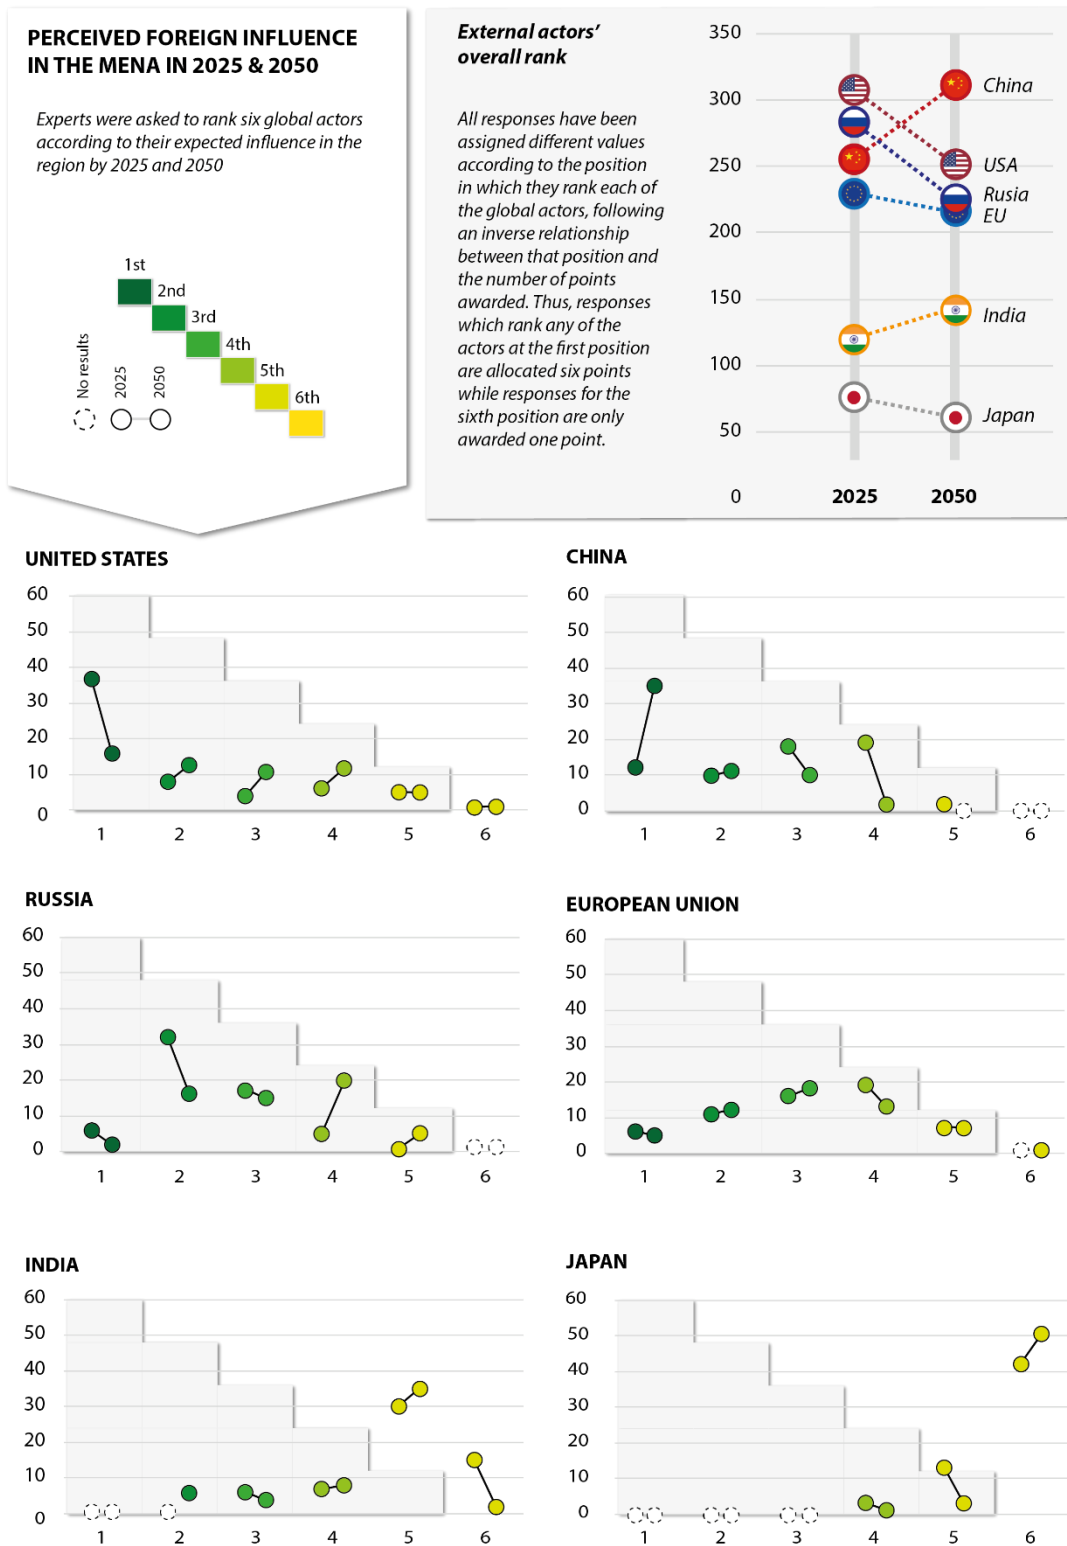 PERCEIVED FOREIGN INFLUENCE
IN THE MENA IN 2025 & 2050
Experts were asked to rank six global actors
according to their expected influence in the
region by 2025 and 2050
1st
2nd
3rd
4th
5th
6th
No results
2025
2050
External actors’
overall rank
All responses have been
assigned different values
according to the position
in which they rank each of
the global actors, following
an inverse relationship
between that position and
the number of points
awarded. Thus, responses
which rank any of the
actors at the first position
are allocated six points
while responses for the
sixth position are only
awarded one point.
350
300
250
200
150
100
50
0
2025
2050
China
USA
Rusia
EU
India
Japan
UNITED STATES
60
50
40
30
20
10
0
1 2 3 4 5 6
CHINA
60
50
40
30
20
10
0
1 2 3 4 5 6
RUSSIA
60
50
40
30
20
10
0
1 2 3 4 5 6
EUROPEAN UNION
60
50
40
30
20
10
0
1 2 3 4 5 6
INDIA
60
50
40
30
20
10
0
1 2 3 4 5 6
JAPAN
60
50
40
30
20
10
0
1 2 3 4 5 6